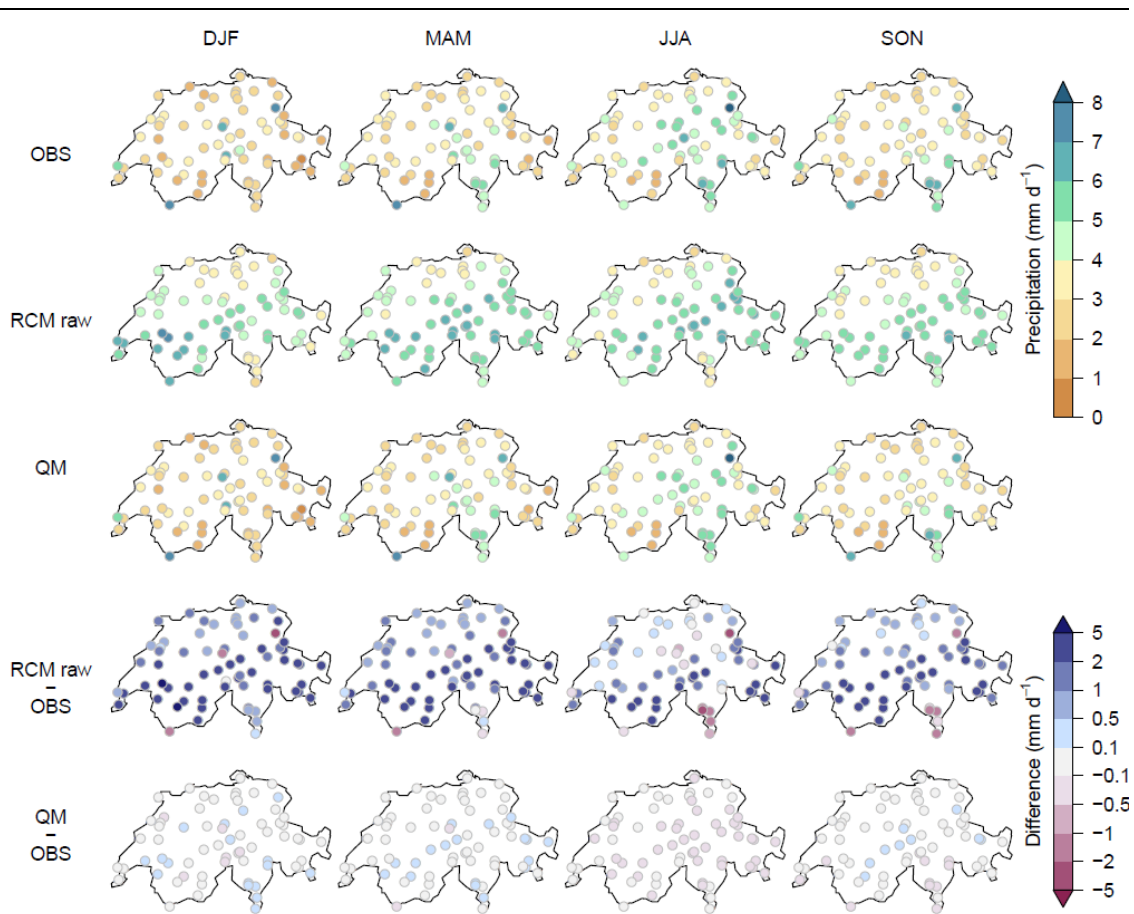 DJF MAM JJA SON
OBS
RCM raw
QM
RCM raw
–
OBS
QM
–
OBS
8
7
6
5
4
3
2
1
0
Precipitation (mm d⁻¹)
5
2
1
0.5
0.1
−0.1
−0.5
−1
−2
−5
Difference (mm d⁻¹)